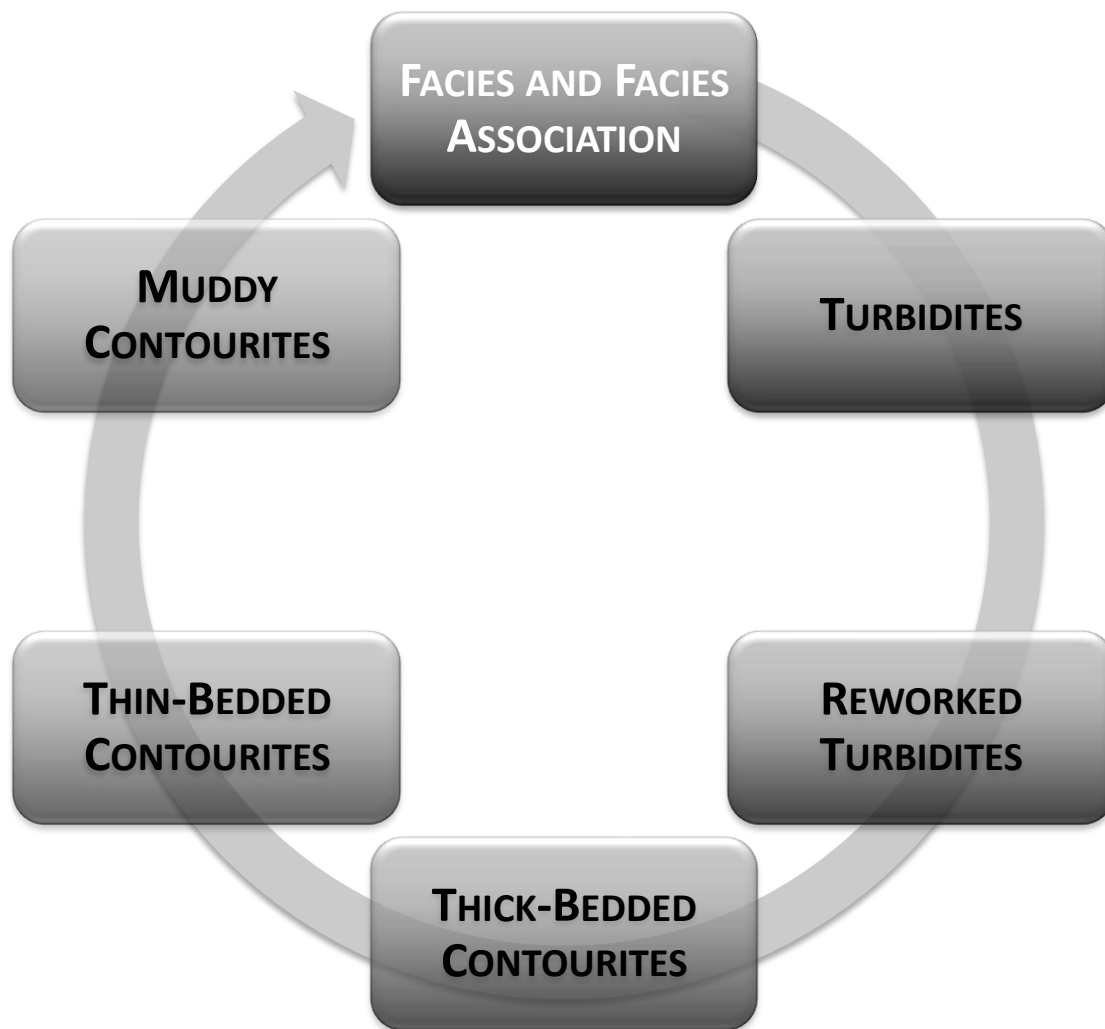 FACIES AND FACIES
ASSOCIATION
TURBIDITES
REWORKED
TURBIDITES
THICK-BEDDED
CONTOURITES
THIN-BEDDED
CONTOURITES
MUDDY
CONTOURITES